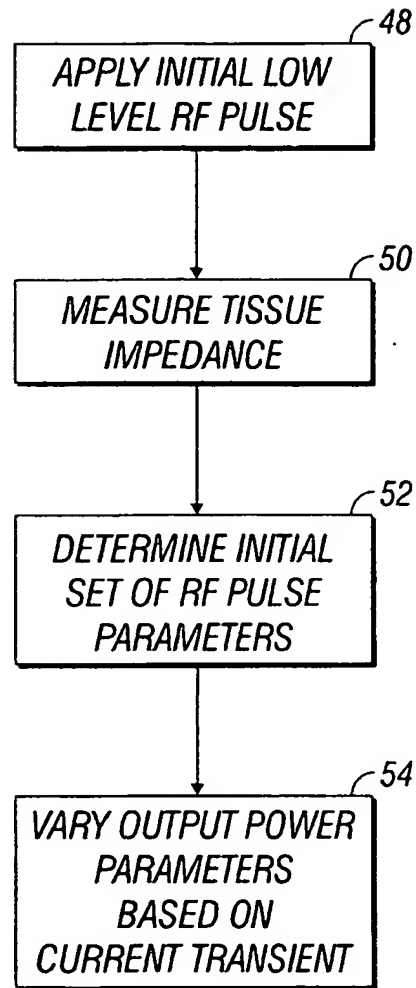 48
APPLY INITIAL LOW
LEVEL RF PULSE
50
MEASURE TISSUE
IMPEDANCE
52
DETERMINE INITIAL
SET OF RF PULSE
PARAMETERS
54
VARY OUTPUT POWER
PARAMETERS
BASED ON
CURRENT TRANSIENT